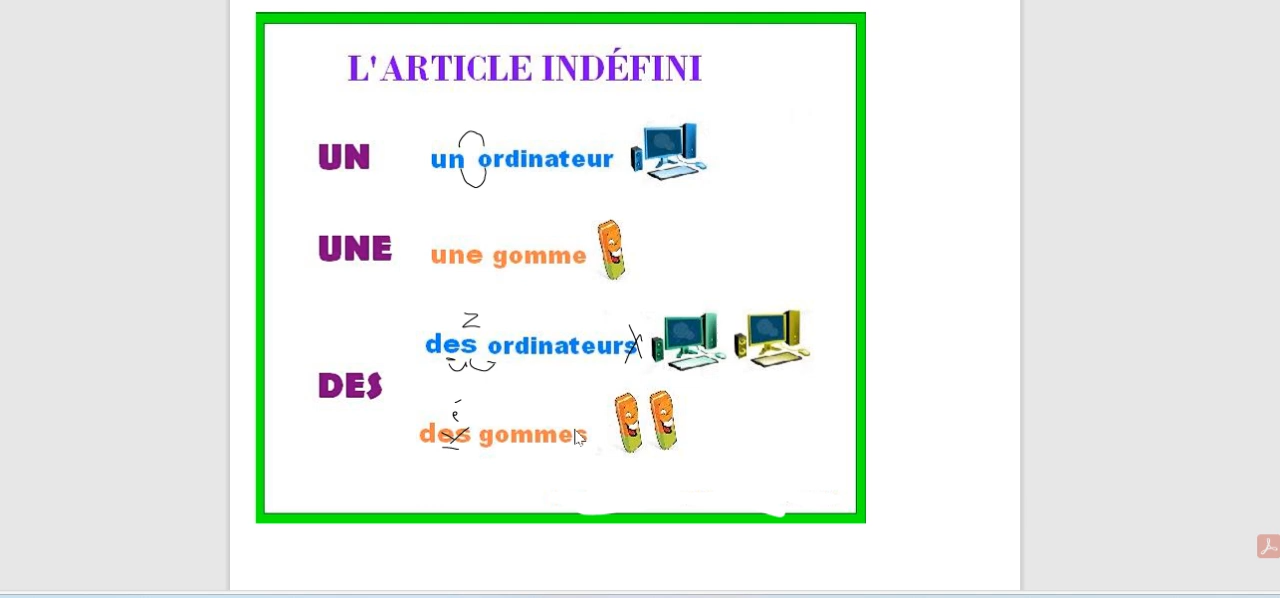 L'ARTICLE INDÉFINI
UN
un ordinateur
UNE
une gomme
z
des ordinateurs
DES
é
des gommes